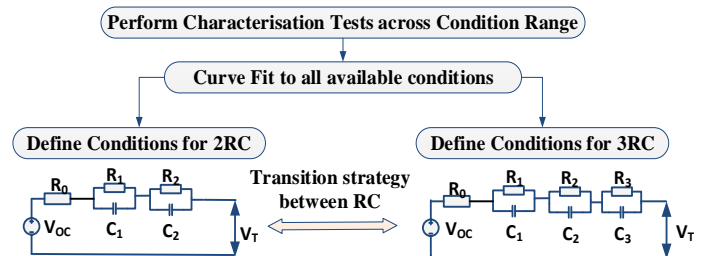 Perform Characterisation Tests across Condition Range
Curve Fit to all available conditions
Define Conditions for 2RC
Define Conditions for 3RC
R0
R1
R2
VOC
C1
C2
VT
Transition strategy
between RC
R0
R1
R2
R3
VOC
C1
C2
C3
VT